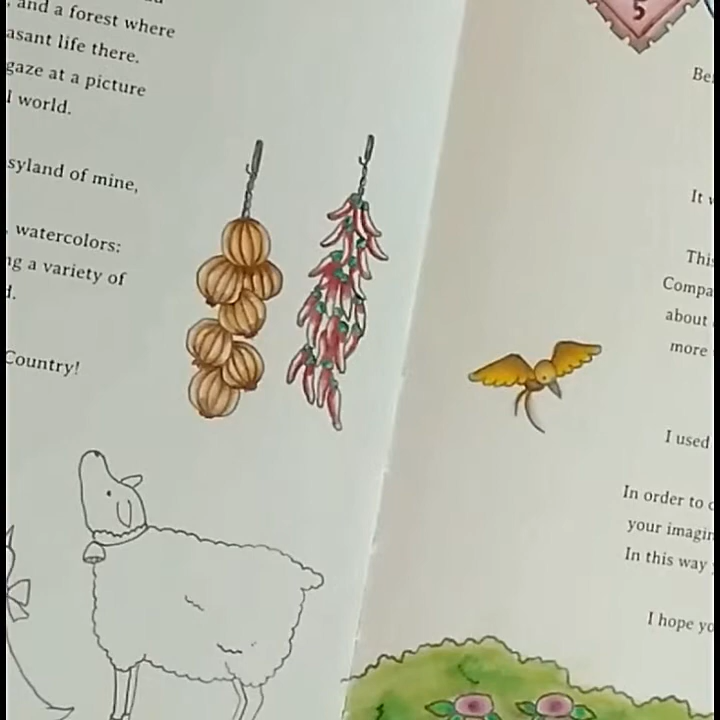 , and a forest where
asant life there.
gaze at a picture
l world.
syland of mine,
, watercolors:
ng a variety of
d.
Country!
5
Be
It w
This
Compa
about
more
I used
In order to c
your imagin
In this way
I hope yo